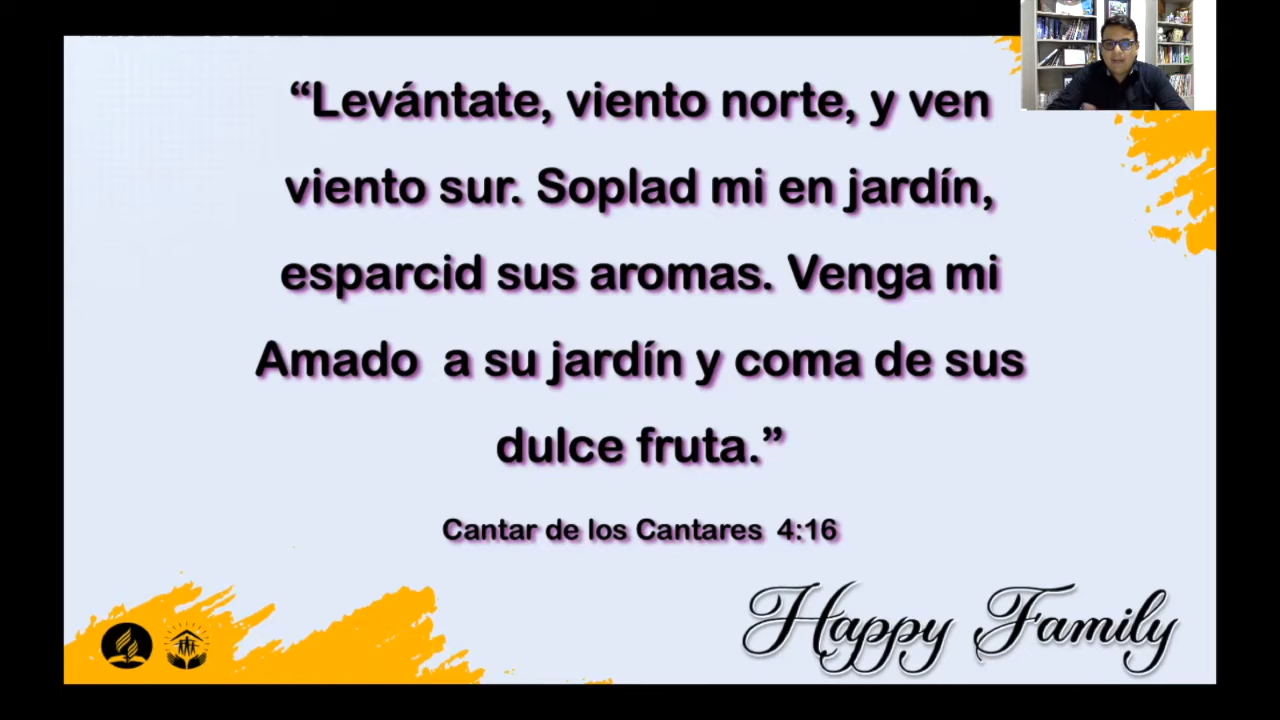 “Levántate, viento norte, y ven
viento sur. Soplad mi en jardín,
esparcid sus aromas. Venga mi
Amado a su jardín y coma de sus
dulce fruta.”
Cantar de los Cantares 4:16
Happy Family